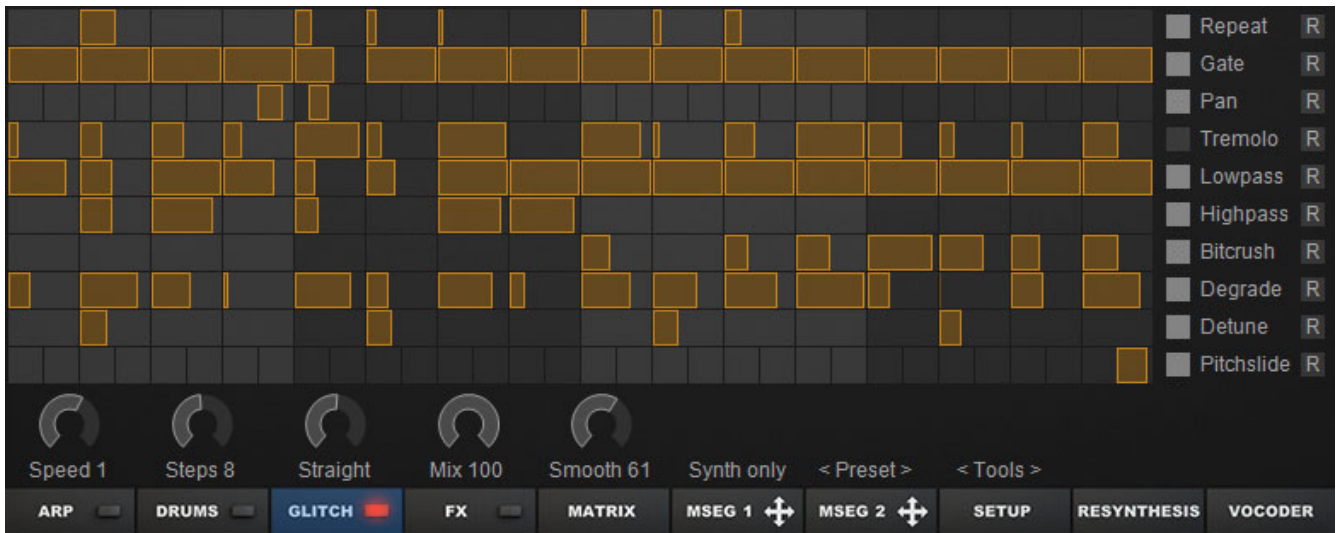 Repeat R
Gate R
Pan R
Tremolo R
Lowpass R
Highpass R
Bitcrush R
Degrade R
Detune R
Pitchslide R
Speed 1 Steps 8 Straight Mix 100 Smooth 61 Synth only < Preset > < Tools >
ARP DRUMS GLITCH FX MATRIX MSEG 1 MSEG 2 SETUP RESYNTHESIS VOCODER